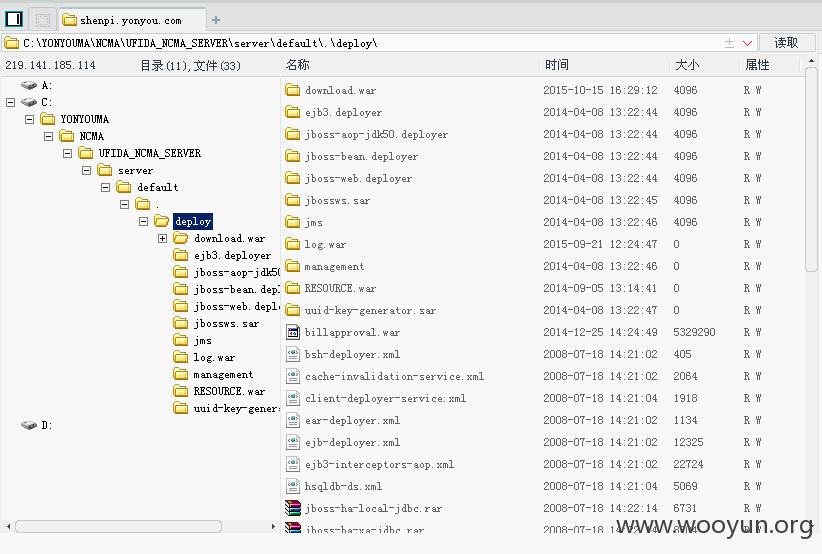 shenpi.yonyou.com
C:\YONYOUMA\NCMA\UFIDA_NCMA_SERVER\server\default\.\deploy\ 读取
219.141.185.114 目录(11),文件(33) 名称 时间 大小 属性
A:
C:
YONYOUMA
NCMA
UFIDA_NCMA_SERVER
server
default
.
deploy
download.war
ejb3.deployer
jboss-aop-jdk50
jboss-bean.depl
jboss-web.deplo
jbossws.sar
jms
log.war
management
RESOURCE.war
uuid-key-genera
D:
download.war 2015-10-15 16:29:12 4096 R W
ejb3.deployer 2014-04-08 13:22:44 4096 R W
jboss-aop-jdk50.deployer 2014-04-08 13:22:44 4096 R W
jboss-bean.deployer 2014-04-08 13:22:44 4096 R W
jboss-web.deployer 2014-04-08 13:22:44 4096 R W
jbossws.sar 2014-04-08 13:22:45 4096 R W
jms 2014-04-08 13:22:46 4096 R W
log.war 2015-09-21 12:24:47 0 R W
management 2014-04-08 13:22:46 0 R W
RESOURCE.war 2014-09-05 13:14:41 0 R W
uuid-key-generator.sar 2014-04-08 13:22:47 0 R W
billapproval.war 2014-12-25 14:24:49 5329290 R W
bsh-deployer.xml 2008-07-18 14:21:02 405 R W
cache-invalidation-service.xml 2008-07-18 14:21:02 2064 R W
client-deployer-service.xml 2008-07-18 14:21:04 1918 R W
ear-deployer.xml 2008-07-18 14:21:02 1134 R W
ejb-deployer.xml 2008-07-18 14:21:02 12325 R W
ejb3-interceptors-aop.xml 2008-07-18 14:21:02 22724 R W
hsqldb-ds.xml 2008-07-18 14:21:04 5069 R W
jboss-ha-local-jdbc.rar 2008-07-18 14:22:14 6731 R W
jboss-ha-xa-jdbc.rar 2008-07-18 14:22:14 R W
www.wooyun.org